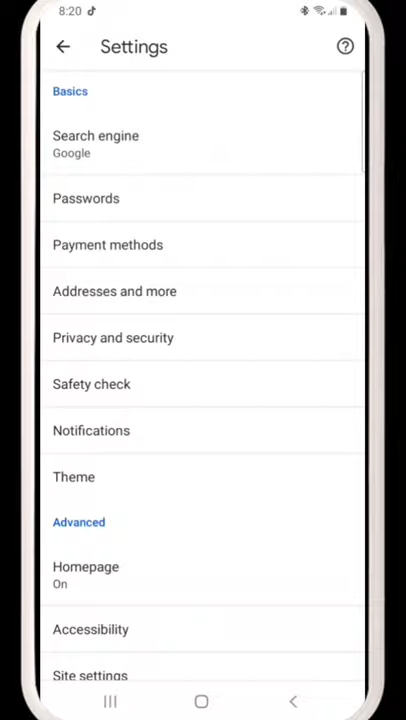 8:20
Settings
Basics
Search engine
Google
Passwords
Payment methods
Addresses and more
Privacy and security
Safety check
Notifications
Theme
Advanced
Homepage
On
Accessibility
Site settings